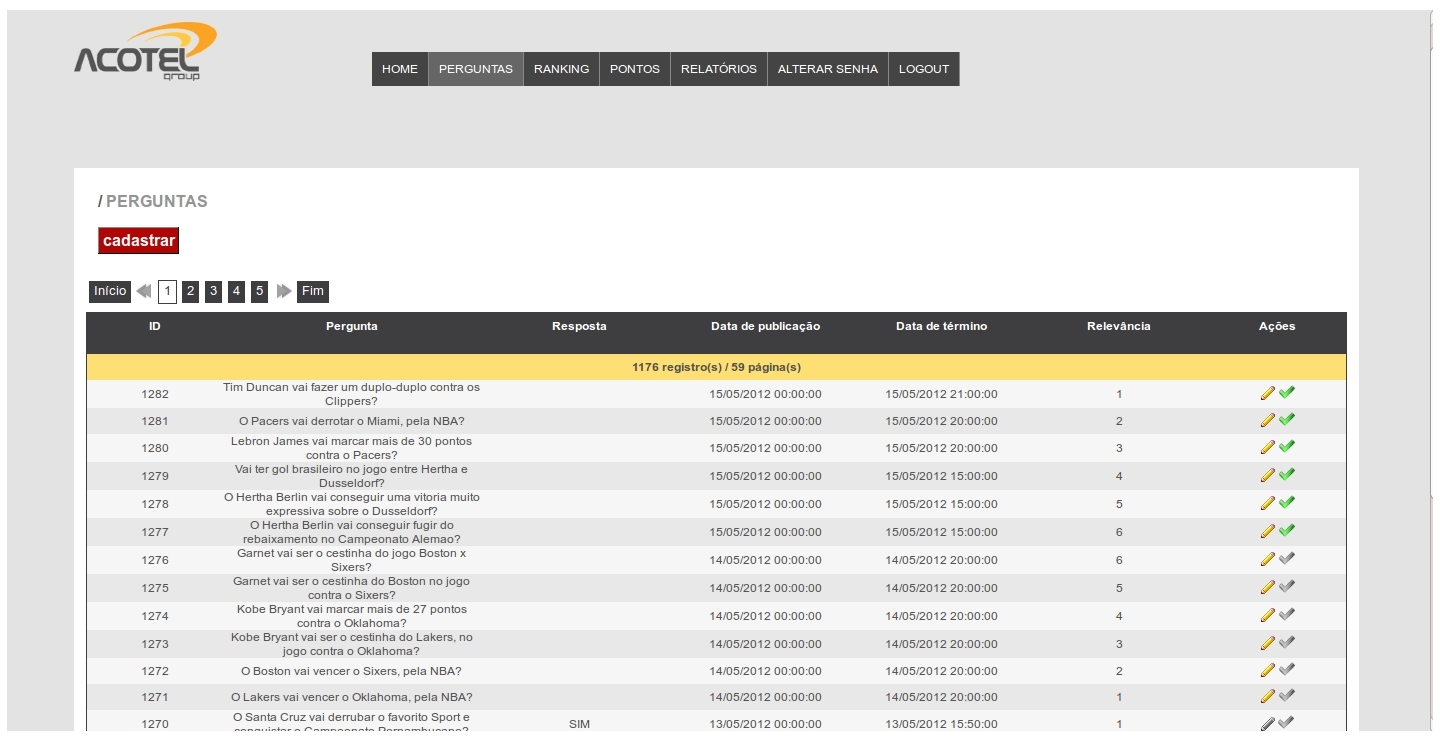 ACOTEL
group
HOME PERGUNTAS RANKING PONTOS RELATÓRIOS ALTERAR SENHA LOGOUT
/ PERGUNTAS
cadastrar
Início 1 2 3 4 5 Fim
ID Pergunta Resposta Data de publicação Data de término Relevância Ações
1176 registro(s) / 59 página(s)
1282 Tim Duncan vai fazer um duplo-duplo contra os
Clippers? 15/05/2012 00:00:00 15/05/2012 21:00:00 1
1281 O Pacers vai derrotar o Miami, pela NBA? 15/05/2012 00:00:00 15/05/2012 20:00:00 2
1280 Lebron James vai marcar mais de 30 pontos
contra o Pacers? 15/05/2012 00:00:00 15/05/2012 20:00:00 3
1279 Vai ter gol brasileiro no jogo entre Hertha e
Dusseldorf? 15/05/2012 00:00:00 15/05/2012 15:00:00 4
1278 O Hertha Berlin vai conseguir uma vitoria muito
expressiva sobre o Dusseldorf? 15/05/2012 00:00:00 15/05/2012 15:00:00 5
1277 O Hertha Berlin vai conseguir fugir do
rebaixamento no Campeonato Alemao? 15/05/2012 00:00:00 15/05/2012 15:00:00 6
1276 Garnet vai ser o cestinha do jogo Boston x
Sixers? 14/05/2012 00:00:00 14/05/2012 20:00:00 6
1275 Garnet vai ser o cestinha do Boston no jogo
contra o Sixers? 14/05/2012 00:00:00 14/05/2012 20:00:00 5
1274 Kobe Bryant vai marcar mais de 27 pontos
contra o Oklahoma? 14/05/2012 00:00:00 14/05/2012 20:00:00 4
1273 Kobe Bryant vai ser o cestinha do Lakers, no
jogo contra o Oklahoma? 14/05/2012 00:00:00 14/05/2012 20:00:00 3
1272 O Boston vai vencer o Sixers, pela NBA? 14/05/2012 00:00:00 14/05/2012 20:00:00 2
1271 O Lakers vai vencer o Oklahoma, pela NBA? 14/05/2012 00:00:00 14/05/2012 20:00:00 1
1270 O Santa Cruz vai derrubar o favorito Sport e
conquistar o Campeonato Pernambucano? SIM 13/05/2012 00:00:00 13/05/2012 15:50:00 1